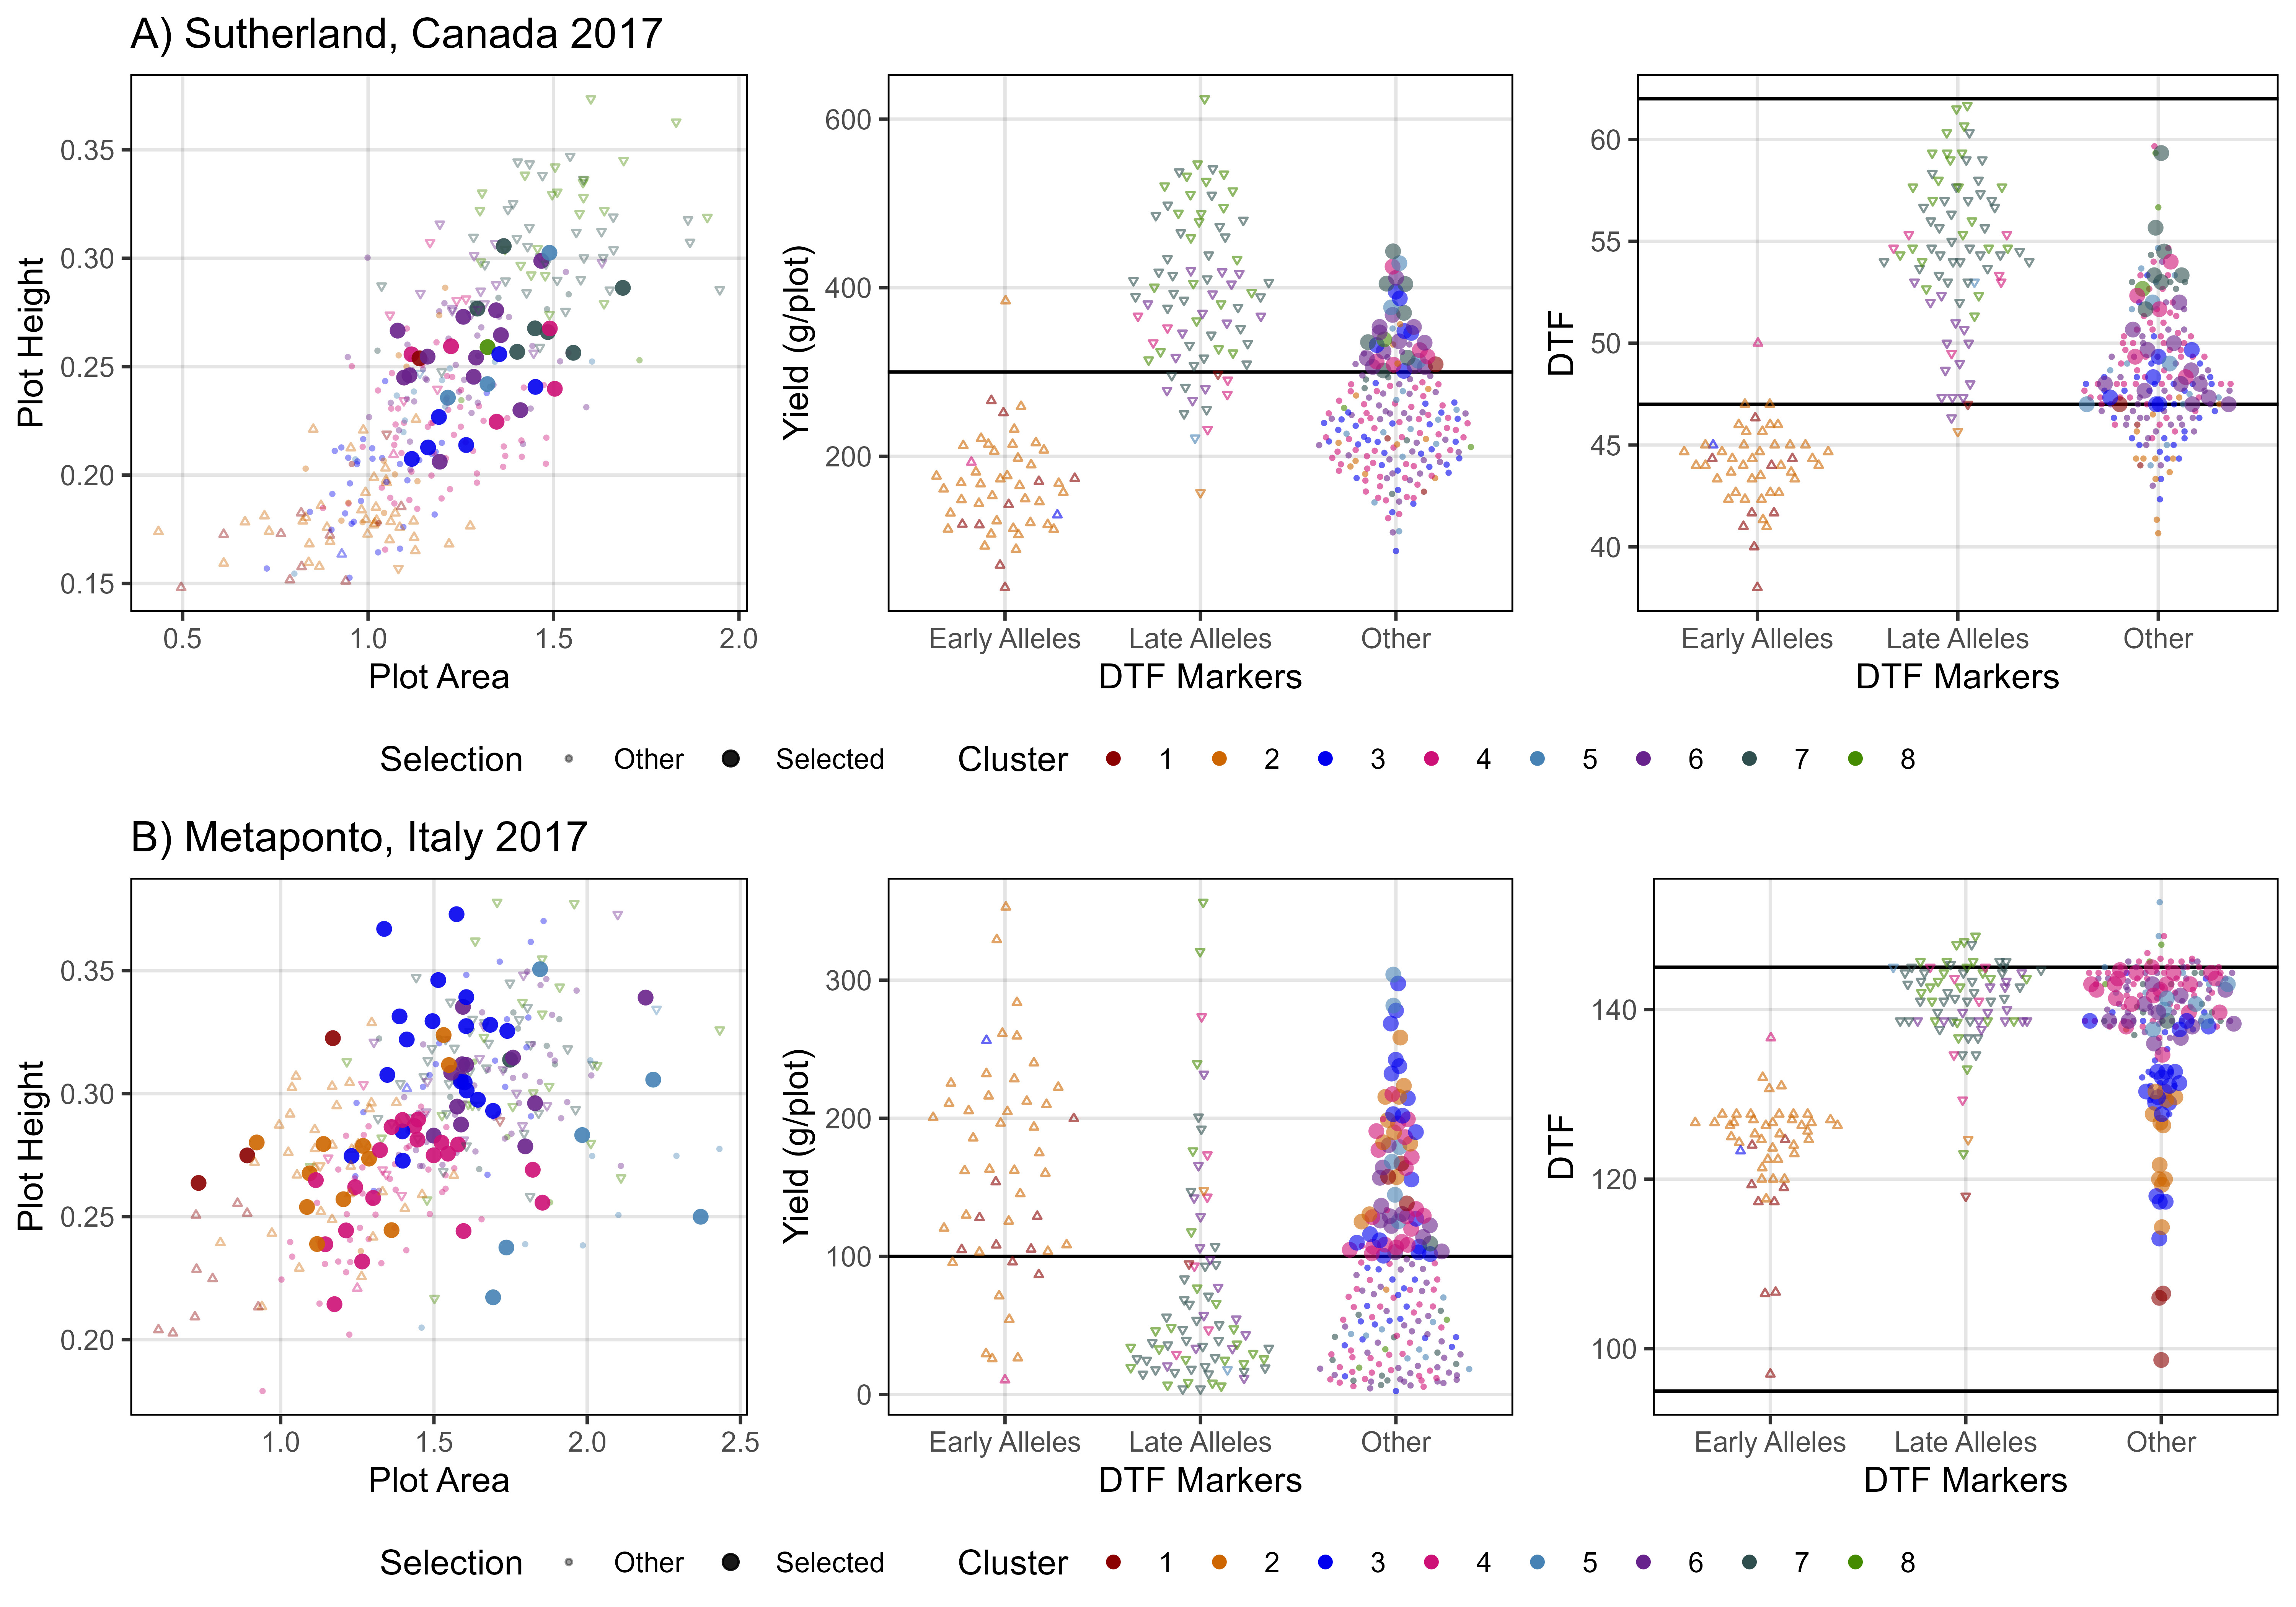 A) Sutherland, Canada 2017
Plot Height
0.35
0.30
0.25
0.20
0.15
0.5 1.0 1.5 2.0
Plot Area
Yield (g/plot)
600
400
200
Early Alleles Late Alleles Other
DTF Markers
DTF
60
55
50
45
40
Early Alleles Late Alleles Other
DTF Markers
Selection Other Selected Cluster 1 2 3 4 5 6 7 8
B) Metaponto, Italy 2017
Plot Height
0.35
0.30
0.25
0.20
1.0 1.5 2.0 2.5
Plot Area
Yield (g/plot)
300
200
100
0
Early Alleles Late Alleles Other
DTF Markers
DTF
140
120
100
Early Alleles Late Alleles Other
DTF Markers
Selection Other Selected Cluster 1 2 3 4 5 6 7 8